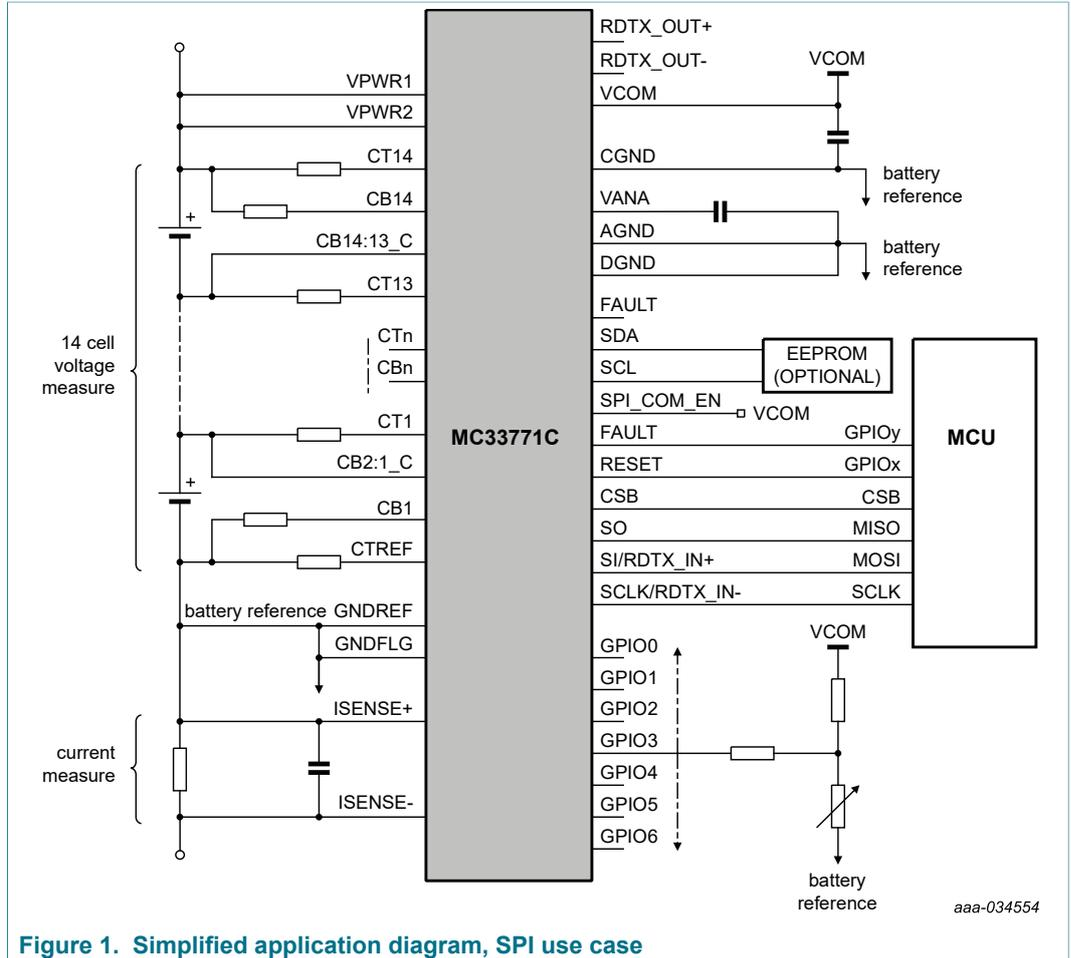 VPWR1
VPWR2
CT14
CB14
+
CB14:13_C
CT13
14 cell
voltage
measure
CTn
CBn
CT1
CB2:1_C
+
CB1
CTREF
battery reference GNDREF
GNDFLG
ISENSE+
current
measure
ISENSE-
MC33771C
RDTX_OUT+
RDTX_OUT-
VCOM
VCOM
CGND
battery
reference
VANA
AGND
DGND
battery
reference
FAULT
SDA
SCL
EEPROM
(OPTIONAL)
SPI_COM_EN VCOM
FAULT GPIOy
RESET GPIOx
CSB CSB
SO MISO
SI/RDTX_IN+ MOSI
SCLK/RDTX_IN- SCLK
MCU
GPIO0
GPIO1
GPIO2
GPIO3
GPIO4
GPIO5
GPIO6
VCOM
battery
reference
aaa-034554
Figure 1. Simplified application diagram, SPI use case